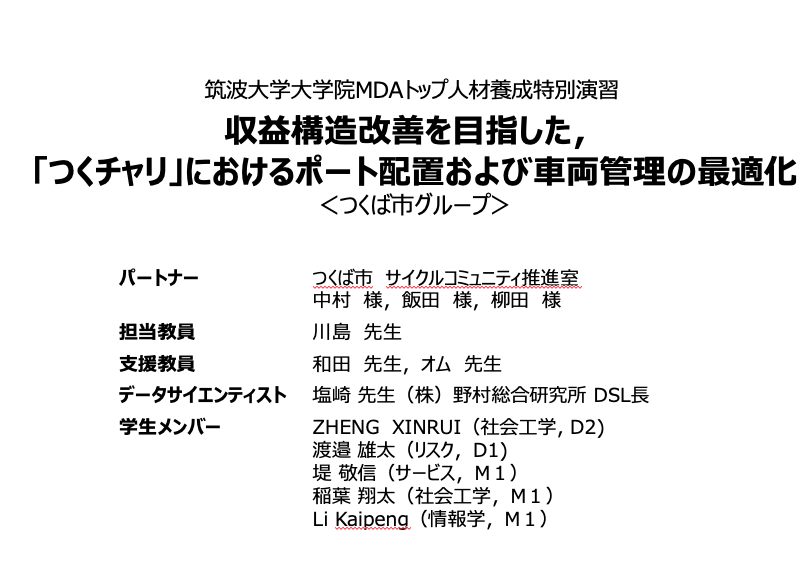 筑波大学大学院MDAトップ人材養成特別演習
収益構造改善を目指した，
「つくチャリ」におけるポート配置および車両管理の最適化
＜つくば市グループ＞
パートナー つくば市 サイクルコミュニティ推進室
中村 様，飯田 様，柳田 様
担当教員 川島 先生
支援教員 和田 先生，オム 先生
データサイエンティスト 塩崎 先生（株）野村総合研究所 DSL長
学生メンバー ZHENG XINRUI（社会工学, D2)
渡邉 雄太（リスク，D1)
堤 敬信（サービス，Ｍ１）
稲葉 翔太（社会工学，Ｍ１）
Li Kaipeng（情報学，Ｍ１）